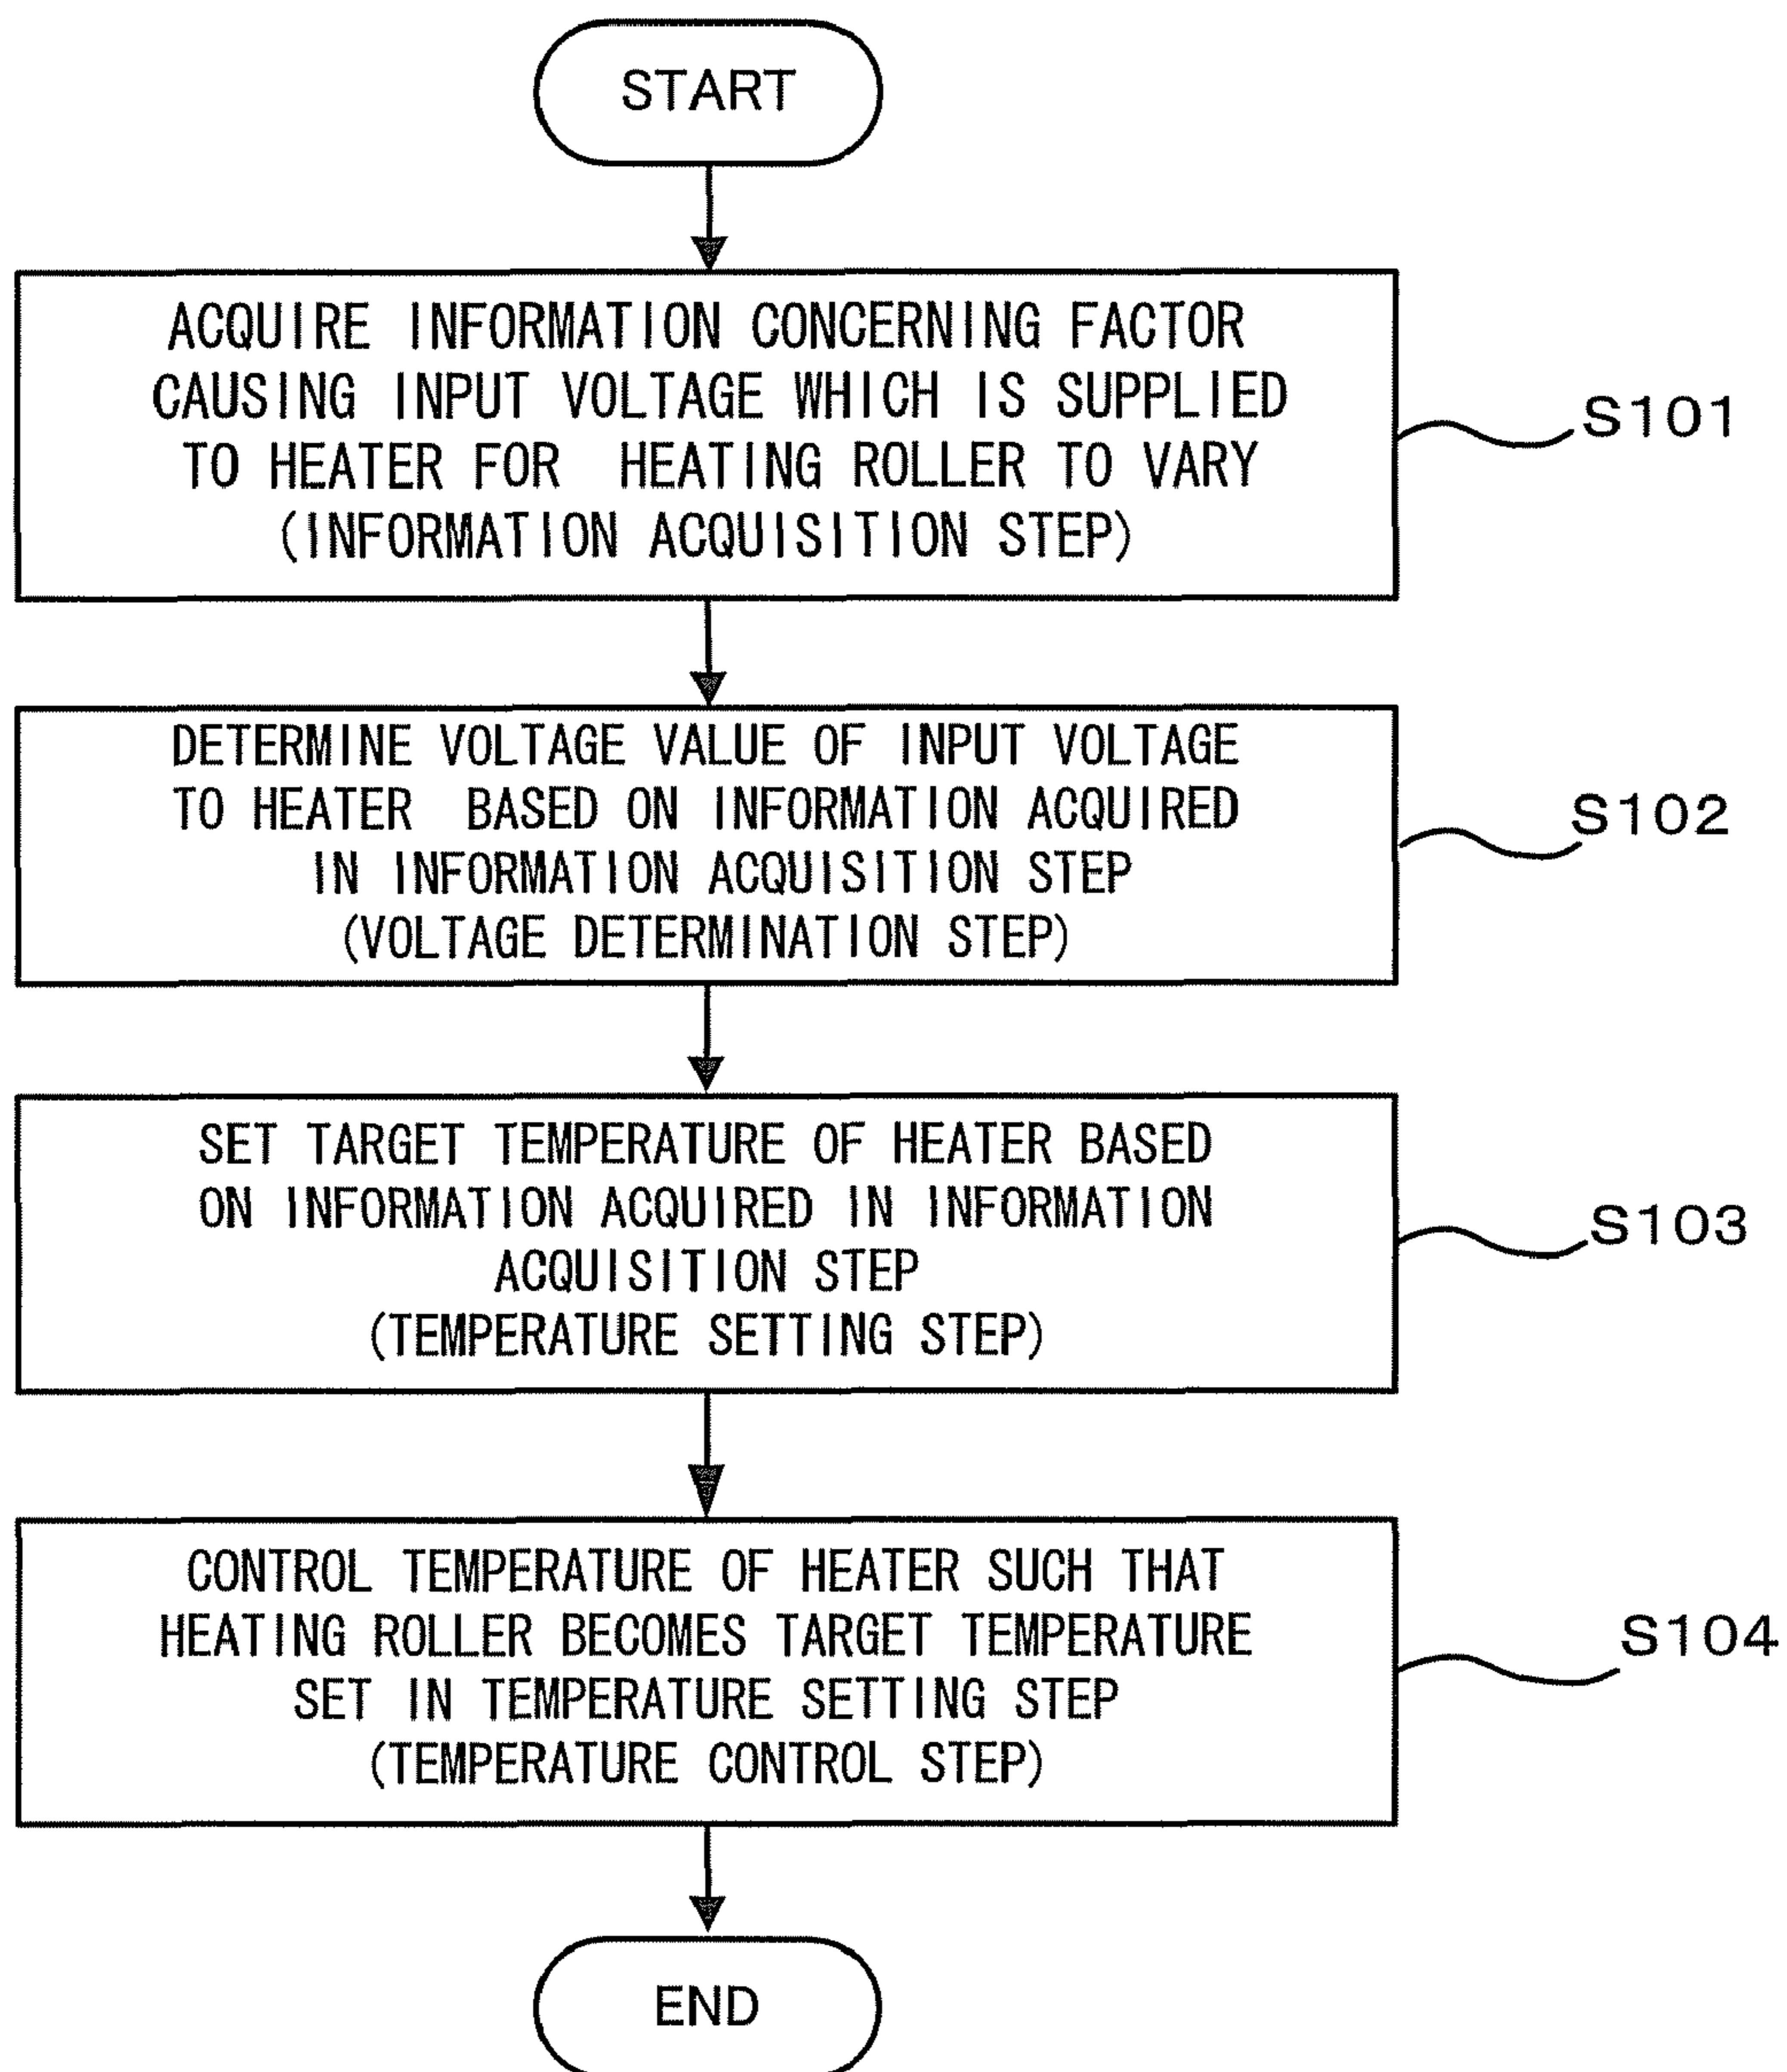 START
ACQUIRE INFORMATION CONCERNING FACTOR
CAUSING INPUT VOLTAGE WHICH IS SUPPLIED
TO HEATER FOR HEATING ROLLER TO VARY
(INFORMATION ACQUISITION STEP)
S101
DETERMINE VOLTAGE VALUE OF INPUT VOLTAGE
TO HEATER BASED ON INFORMATION ACQUIRED
IN INFORMATION ACQUISITION STEP
(VOLTAGE DETERMINATION STEP)
S102
SET TARGET TEMPERATURE OF HEATER BASED
ON INFORMATION ACQUIRED IN INFORMATION
ACQUISITION STEP
(TEMPERATURE SETTING STEP)
S103
CONTROL TEMPERATURE OF HEATER SUCH THAT
HEATING ROLLER BECOMES TARGET TEMPERATURE
SET IN TEMPERATURE SETTING STEP
(TEMPERATURE CONTROL STEP)
S104
END